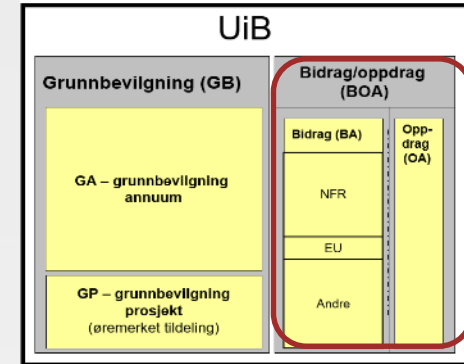 UiB
Grunnbevilgning (GB)
GA – grunnbevilgning
annuum
GP – grunnbevilgning
prosjekt
(øremerket tildeling)
Bidrag/oppdrag
(BOA)
Bidrag (BA)
NFR
EU
Andre
Opp-
drag
(OA)